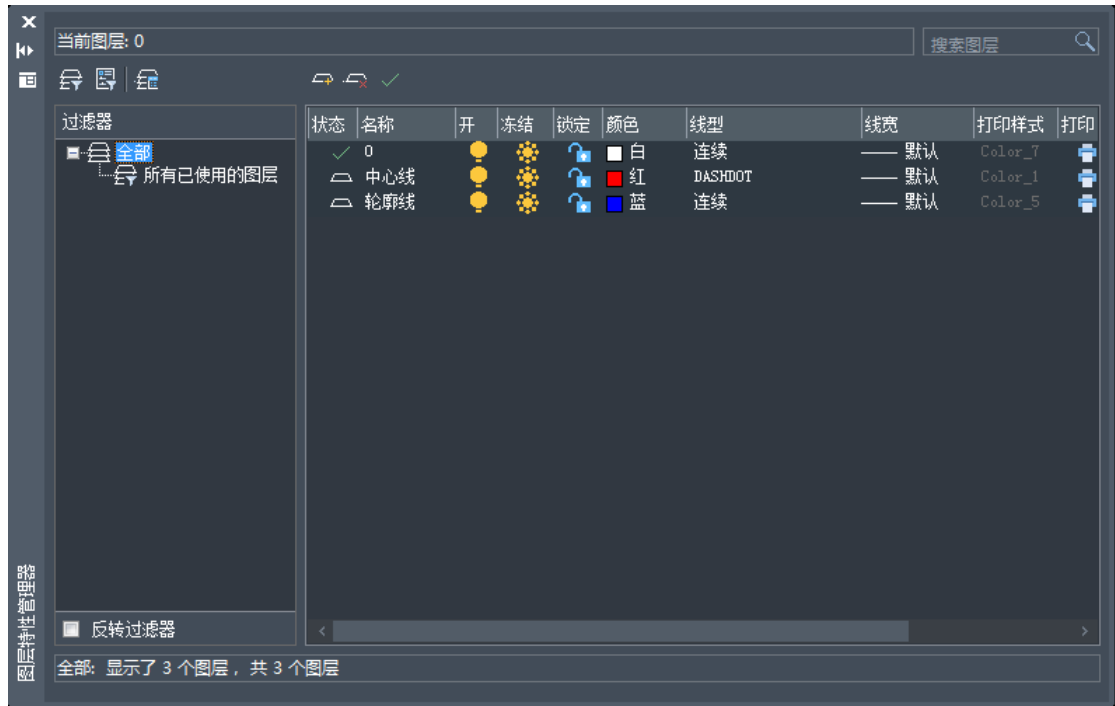 当前图层: 0
搜索图层
过滤器
全部
所有已使用的图层
状态 名称 开 冻结 锁定 颜色 线型 线宽 打印样式 打印
0 白 连续 默认 Color_7
中心线 红 DASHDOT 默认 Color_1
轮廓线 蓝 连续 默认 Color_5
反转过滤器
全部: 显示了 3 个图层，共 3 个图层
图层特性管理器